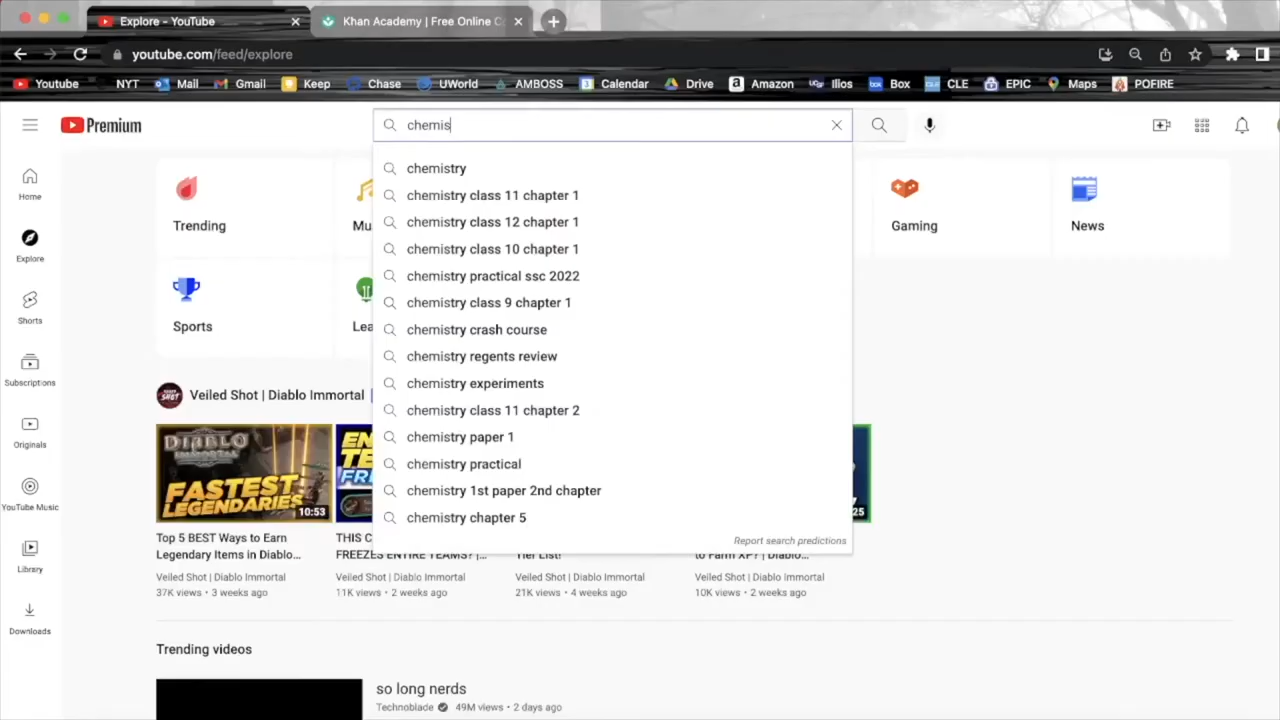 Explore - YouTube
Khan Academy | Free Online C
youtube.com/feed/explore
Youtube NYT Mail Gmail Keep Chase UWorld AMBOSS Calendar Drive Amazon Ilios Box CLE EPIC Maps POFIRE
Premium
chemis
Home
Explore
Shorts
Subscriptions
Originals
YouTube Music
Library
Downloads
Trending
Mu
Gaming
News
Sports
Lea
chemistry
chemistry class 11 chapter 1
chemistry class 12 chapter 1
chemistry class 10 chapter 1
chemistry practical ssc 2022
chemistry class 9 chapter 1
chemistry crash course
chemistry regents review
chemistry experiments
chemistry class 11 chapter 2
chemistry paper 1
chemistry practical
chemistry 1st paper 2nd chapter
chemistry chapter 5
Report search predictions
Veiled Shot | Diablo Immortal
DIABLO
IMMORTAL
FASTEST
LEGENDARIES
10:53
EN
TE
FRE
25
Top 5 BEST Ways to Earn
Legendary Items in Diablo...
Veiled Shot | Diablo Immortal
37K views • 3 weeks ago
THIS C
FREEZES ENTIRE TEAMS? |...
Veiled Shot | Diablo Immortal
11K views • 2 weeks ago
Tier List!
Veiled Shot | Diablo Immortal
21K views • 4 weeks ago
to Farm XP? | Diablo...
Veiled Shot | Diablo Immortal
10K views • 2 weeks ago
Trending videos
so long nerds
Technoblade 49M views • 2 days ago